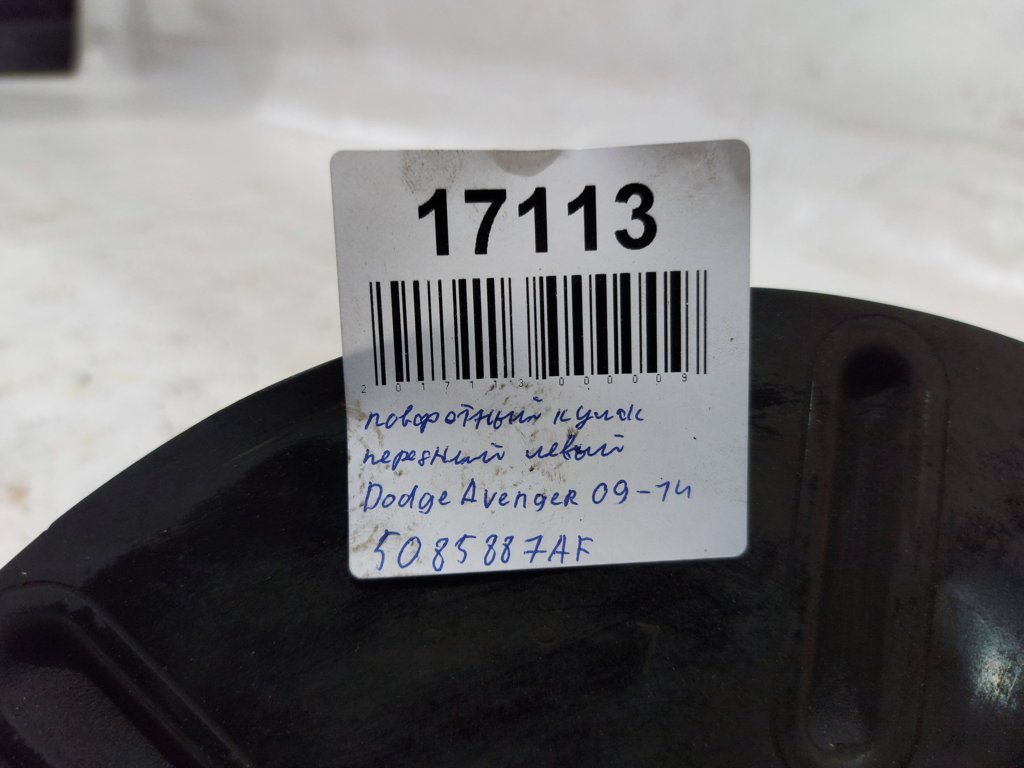 17113
2017113000009
поворотный кулак
передний левый
Dodge Avenger 09-14
5085887AF